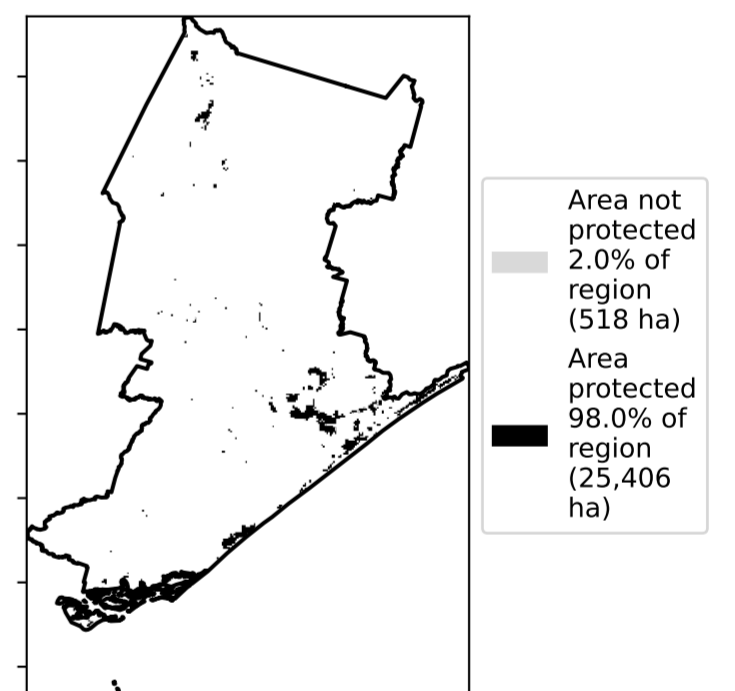 Area not
protected
2.0% of
region
(518 ha)
Area
protected
98.0% of
region
(25,406
ha)